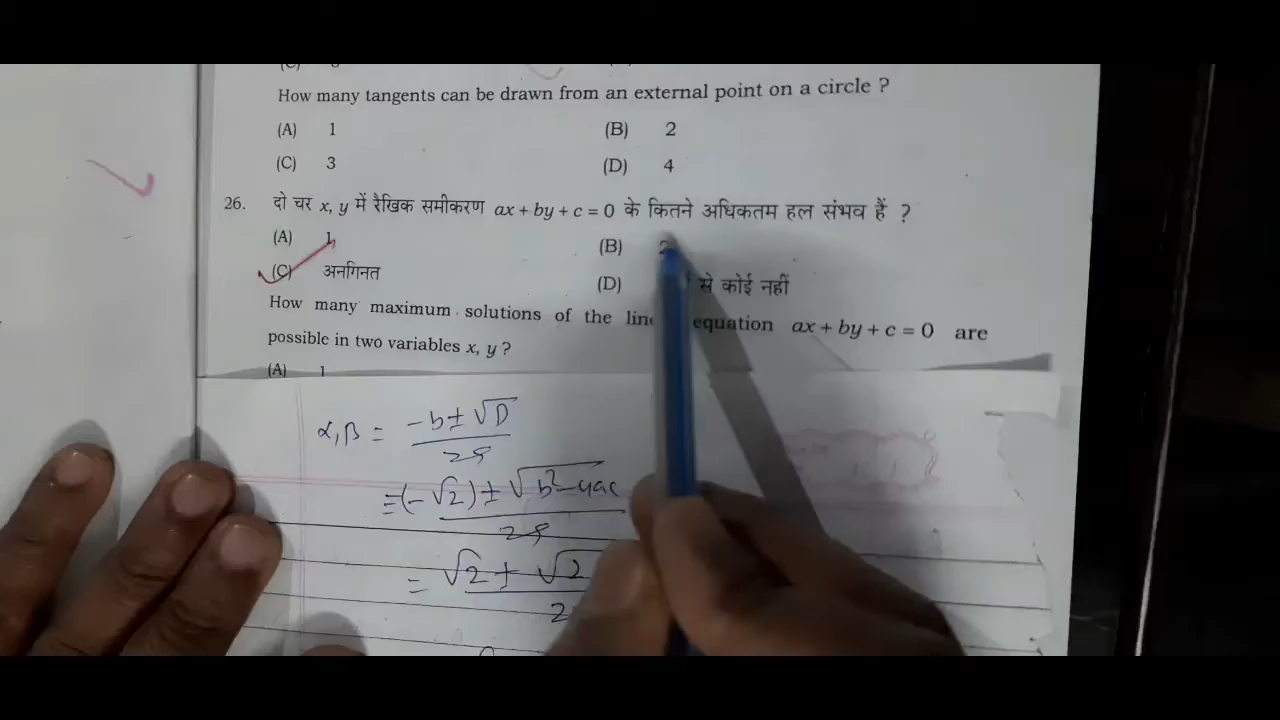 How many tangents can be drawn from an external point on a circle ?
(A) 1 (B) 2
(C) 3 (D) 4
26. दो चर x, y में रैखिक समीकरण ax + by + c = 0 के कितने अधिकतम हल संभव हैं ?
(A) 1 (B) 2
(C) अनगिनत (D) से कोई नहीं
How many maximum solutions of the equation ax + by + c = 0 are
possible in two variables x, y ?
(A) 1
α, β = -b ± √D / 2a
= (-√2) ± √b²-4ac / 2a
= √2 ± √2 / 2